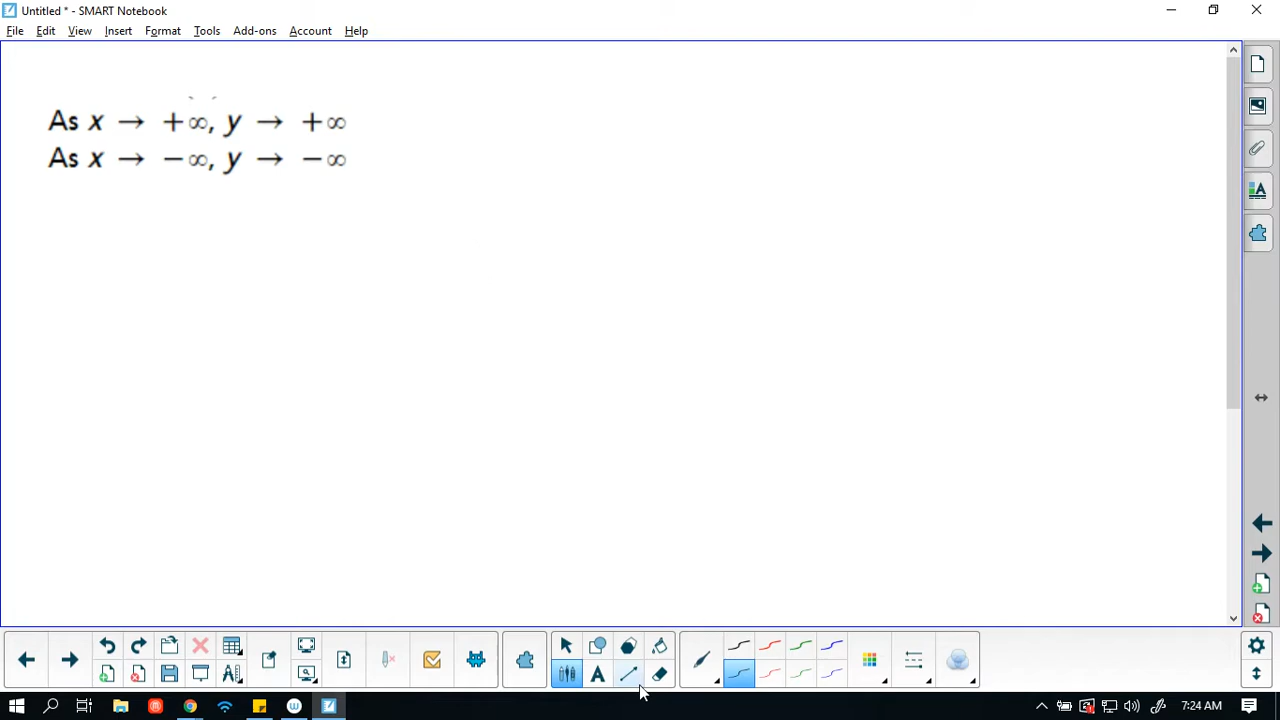 Untitled * - SMART Notebook
File Edit View Insert Format Tools Add-ons Account Help
As x → +∞, y → +∞
As x → −∞, y → −∞
7:24 AM